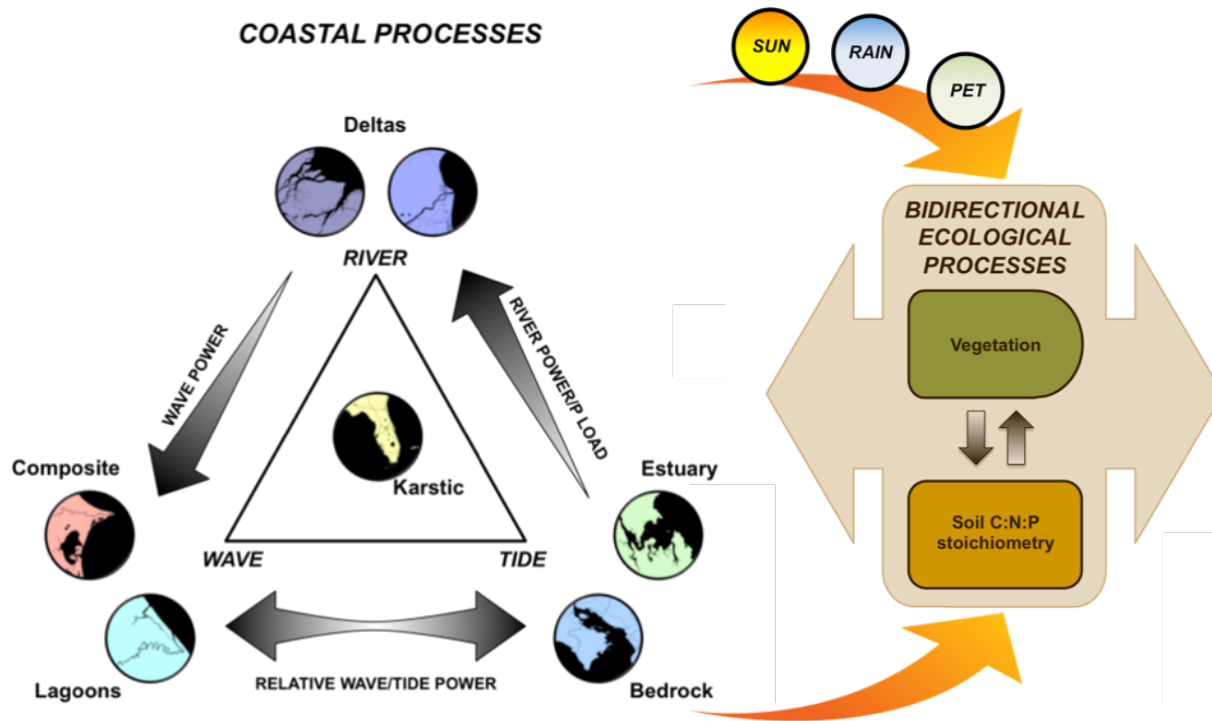 COASTAL PROCESSES
SUN
RAIN
PET
Deltas
RIVER
WAVE POWER
RIVER POWER/P LOAD
Composite
Karstic
Estuary
WAVE
TIDE
Lagoons
RELATIVE WAVE/TIDE POWER
Bedrock
BIDIRECTIONAL
ECOLOGICAL
PROCESSES
Vegetation
Soil C:N:P
stoichiometry